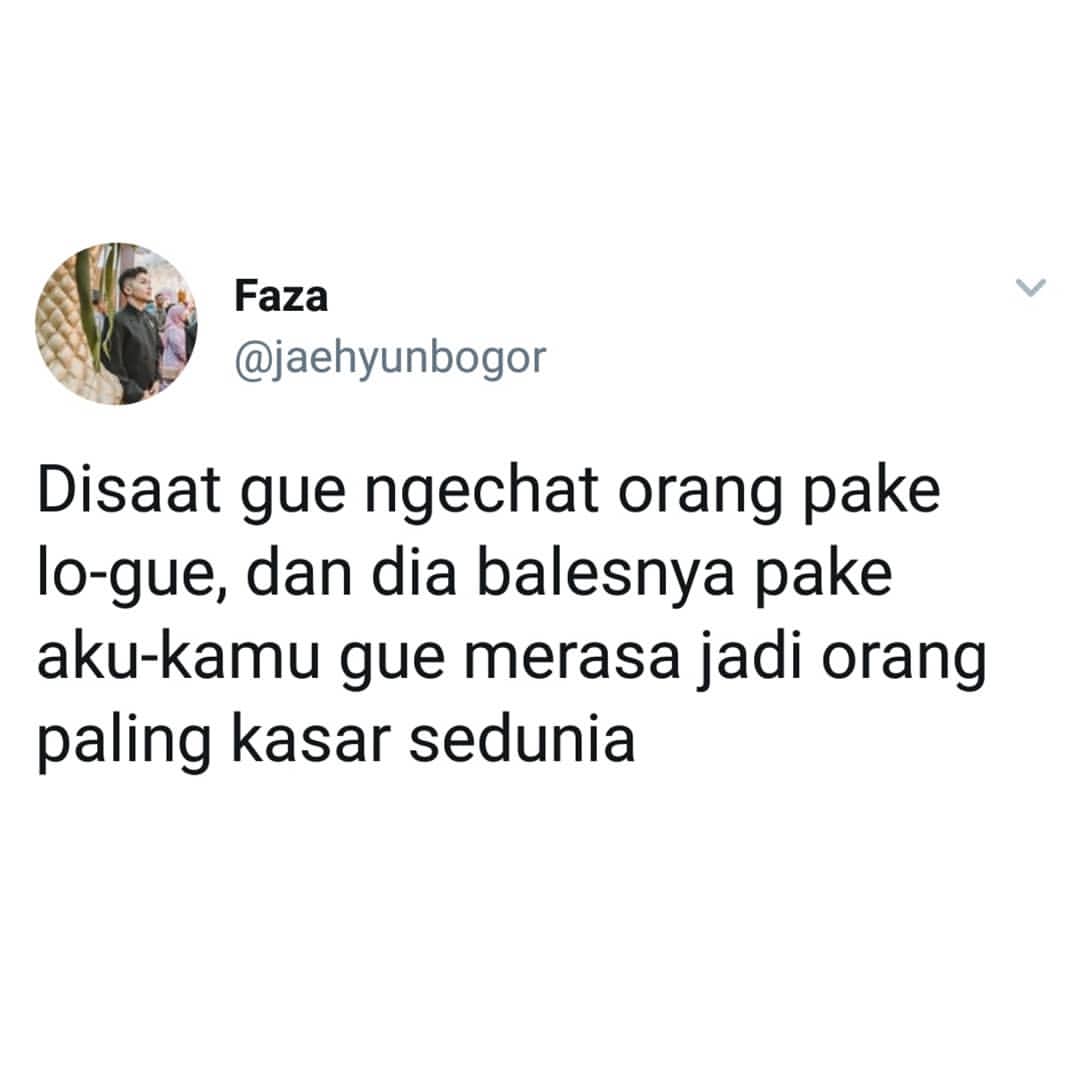 Faza
@jaehyunbogor
Disaat gue ngechat orang pake
lo-gue, dan dia balesnya pake
aku-kamu gue merasa jadi orang
paling kasar sedunia